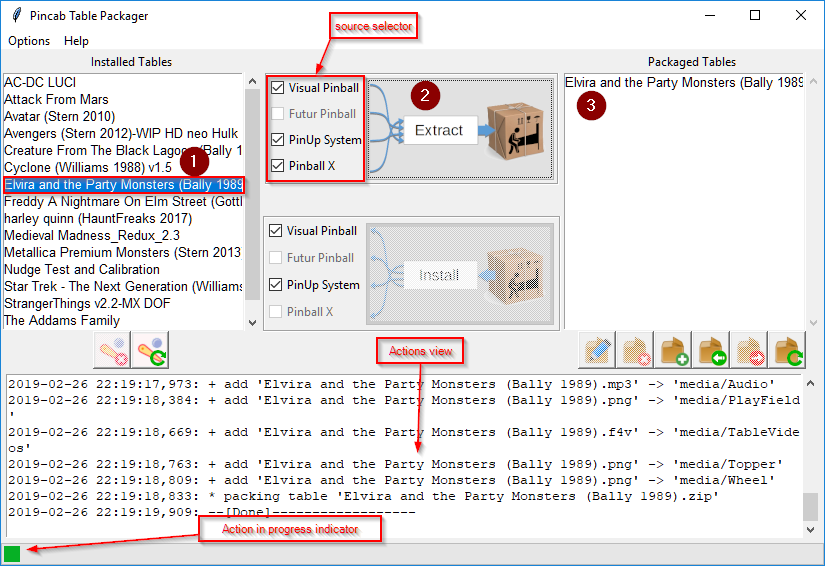 Pincab Table Packager
source selector
Options Help
Installed Tables
Packaged Tables
AC-DC LUCI
Attack From Mars
Avatar (Stern 2010)
Avengers (Stern 2012)-WIP HD neo Hulk
Creature From The Black Lagoo (Bally 1
Cyclone (Williams 1988) v1.5
Elvira and the Party Monsters (Bally 1989
Freddy A Nightmare On Elm Street (Gottl
harley quinn (HauntFreaks 2017)
Medieval Madness_Redux_2.3
Metallica Premium Monsters (Stern 2013
Nudge Test and Calibration
Star Trek - The Next Generation (Williams
StrangerThings v2.2-MX DOF
The Addams Family
1
Visual Pinball
Futur Pinball
PinUp System
Pinball X
2
Extract
Visual Pinball
Futur Pinball
PinUp System
Pinball X
Install
Elvira and the Party Monsters (Bally 1989
3
Actions view
2019-02-26 22:19:17,973: + add 'Elvira and the Party Monsters (Bally 1989).mp3' -> 'media/Audio'
2019-02-26 22:19:18,384: + add 'Elvira and the Party Monsters (Bally 1989).png' -> 'media/PlayField
'
2019-02-26 22:19:18,669: + add 'Elvira and the Party Monsters (Bally 1989).f4v' -> 'media/TableVide
os'
2019-02-26 22:19:18,763: + add 'Elvira and the Party Monsters (Bally 1989).png' -> 'media/Topper'
2019-02-26 22:19:18,809: + add 'Elvira and the Party Monsters (Bally 1989).png' -> 'media/Wheel'
2019-02-26 22:19:18,833: * packing table 'Elvira and the Party Monsters (Bally 1989).zip'
2019-02-26 22:19:19,909: --[Done]------------------
Action in progress indicator